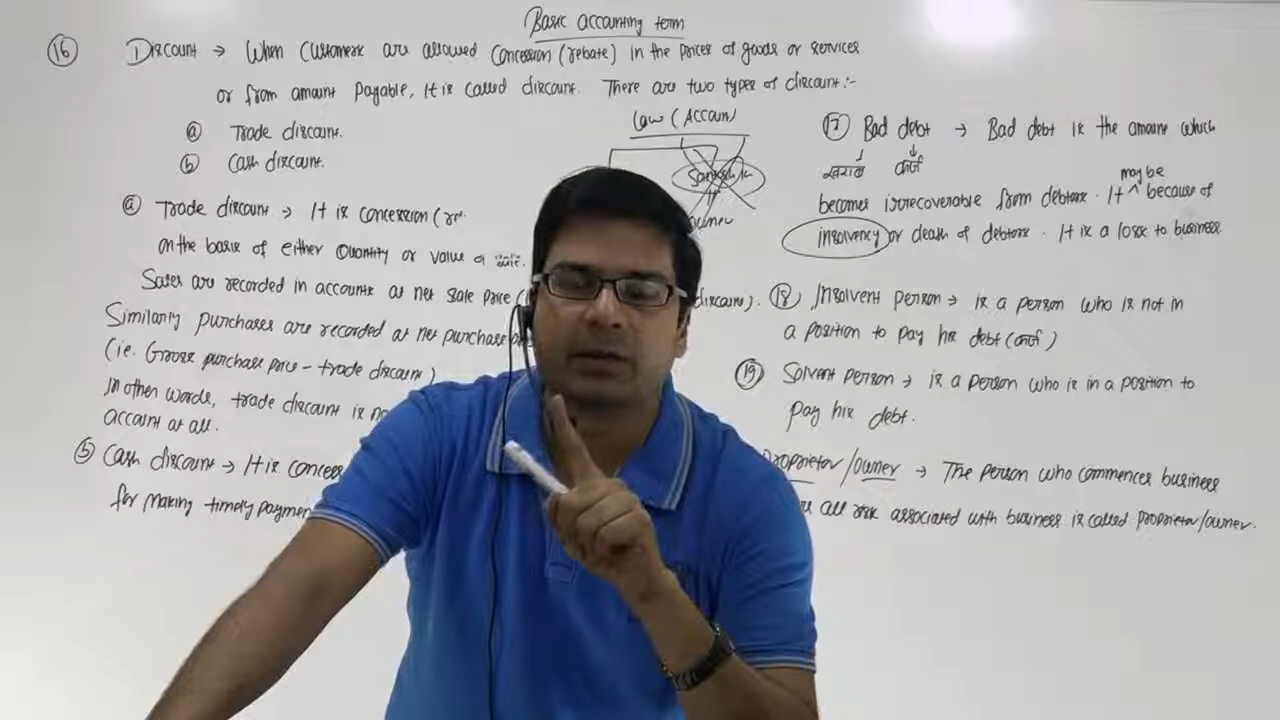 Basic accounting term
16 Discount → When customers are allowed concession (rebate) in the prices of goods or services
or from amount payable, It is called discount. There are two types of discount:-
a Trade discount.
b Cash discount.
a Trade discount → It is concession (
on the basis of either Quantity or value
Sales are recorded in accounts at net sale price (
discount).
Similarly purchases are recorded at net purchase
(ie. Gross purchase price - trade discount)
In other words, trade discount is
account at all.
b Cash discount → It is
for making timely
Law (Account)
17 Bad debt → Bad debt is the amount which
खराब कर्ज
becomes irrecoverable from debtors. It may be because of
insolvency or death of debtors. It is a loss to business
18 Insolvent person → is a person who is not in
a position to pay his debt (कर्ज)
19 Solvent person → is a person who is in a position to
pay his debt.
Proprietor/owner → The person who commences business
all risk associated with business is called proprietor/owner.